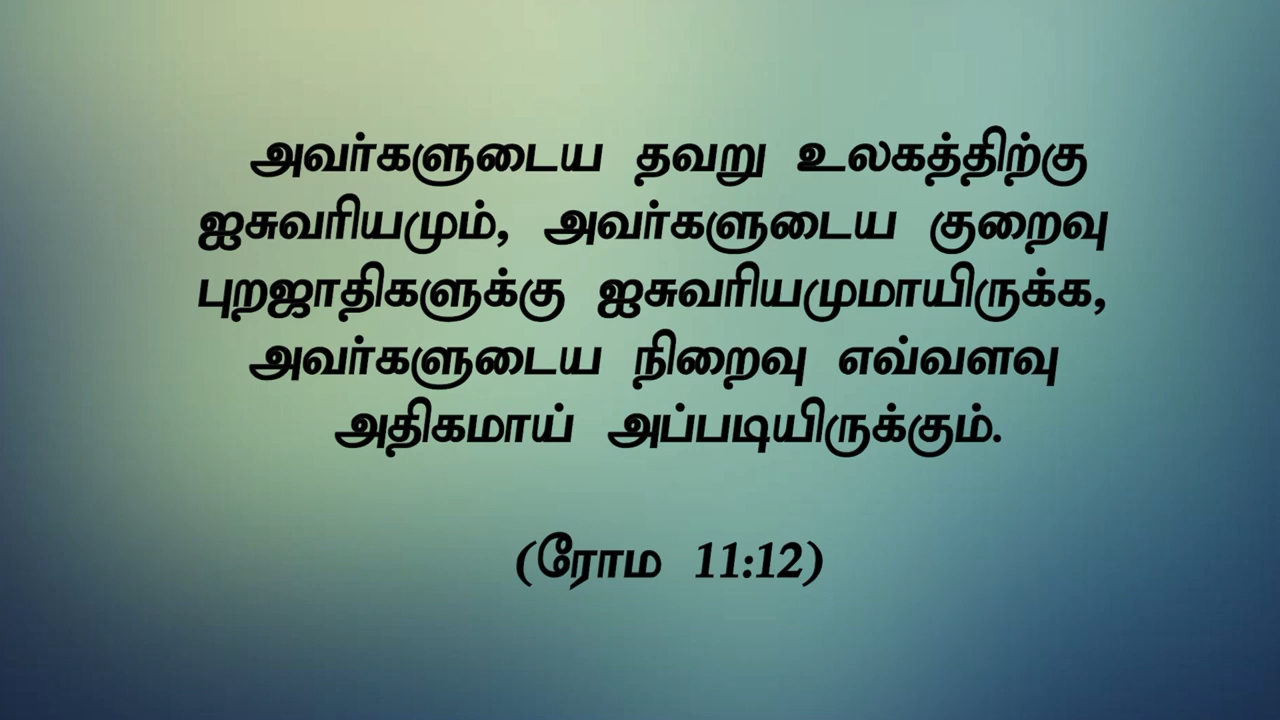 அவர்களுடைய தவறு உலகத்திற்கு
ஐசுவரியமும், அவர்களுடைய குறைவு
புறஜாதிகளுக்கு ஐசுவரியமுமாயிருக்க,
அவர்களுடைய நிறைவு எவ்வளவு
அதிகமாய் அப்படியிருக்கும்.
(ரோம 11:12)